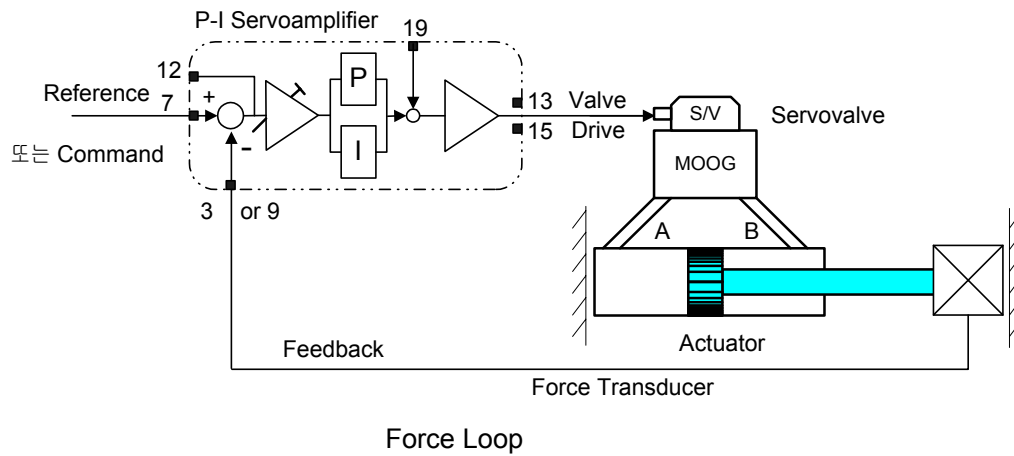 P-I Servoamplifier
19
12
P
Reference
7
+
13
Valve
S/V
Servovalve
15
Drive
또는 Command
-
I
MOOG
3 or 9
A
B
Feedback
Actuator
Force Transducer
Force Loop